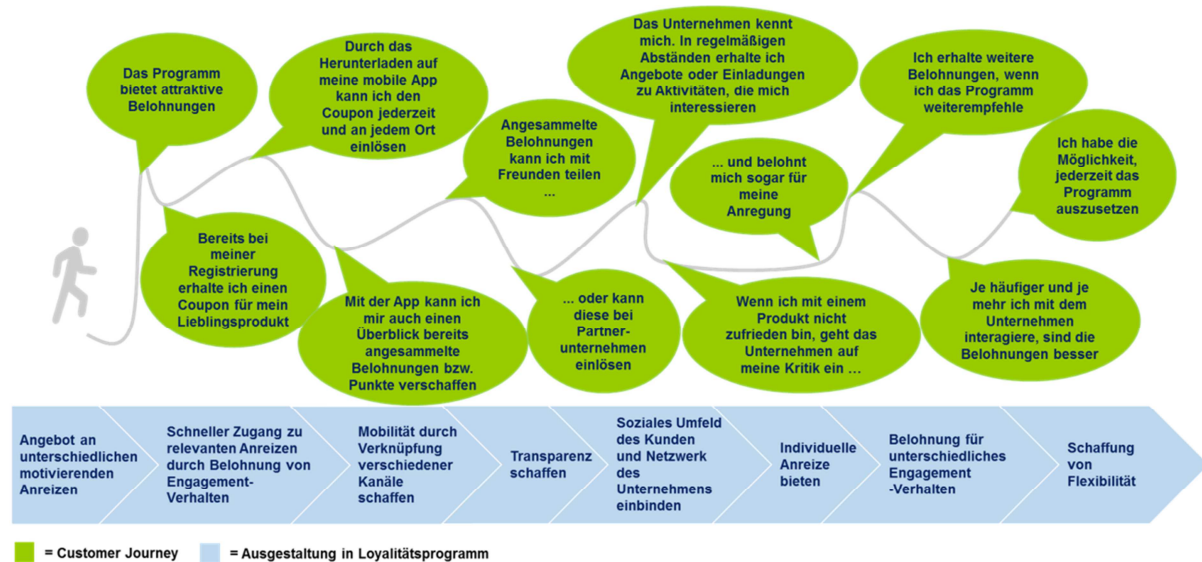 Das Programm
bietet attraktive
Belohnungen
Durch das
Herunterladen auf
meine mobile App
kann ich den
Coupon jederzeit
und an jedem Ort
einlösen
Angesammelte
Belohnungen
kann ich mit
Freunden teilen
...
Das Unternehmen kennt
mich. In regelmäßigen
Abständen erhalte ich
Angebote oder Einladungen
zu Aktivitäten, die mich
interessieren
... und belohnt
mich sogar für
meine
Anregung
Ich erhalte weitere
Belohnungen, wenn
ich das Programm
weiterempfehle
Ich habe die
Möglichkeit,
jederzeit das
Programm
auszusetzen
Bereits bei
meiner
Registrierung
erhalte ich einen
Coupon für mein
Lieblingsprodukt
Mit der App kann ich
mir auch einen
Überblick bereits
angesammelte
Belohnungen bzw.
Punkte verschaffen
... oder kann
diese bei
Partner-
unternehmen
einlösen
Wenn ich mit einem
Produkt nicht
zufrieden bin, geht das
Unternehmen auf
meine Kritik ein ...
Je häufiger und je
mehr ich mit dem
Unternehmen
interagiere, sind die
Belohnungen besser
Angebot an
unterschiedlichen
motivierenden
Anreizen
Schneller Zugang zu
relevanten Anreizen
durch Belohnung von
Engagement-
Verhalten
Mobilität durch
Verknüpfung
verschiedener
Kanäle
schaffen
Transparenz
schaffen
Soziales Umfeld
des Kunden
und Netzwerk
des
Unternehmens
einbinden
Individuelle
Anreize
bieten
Belohnung für
unterschiedliches
Engagement
-Verhalten
Schaffung
von
Flexibilität
= Customer Journey
= Ausgestaltung in Loyalitätsprogramm